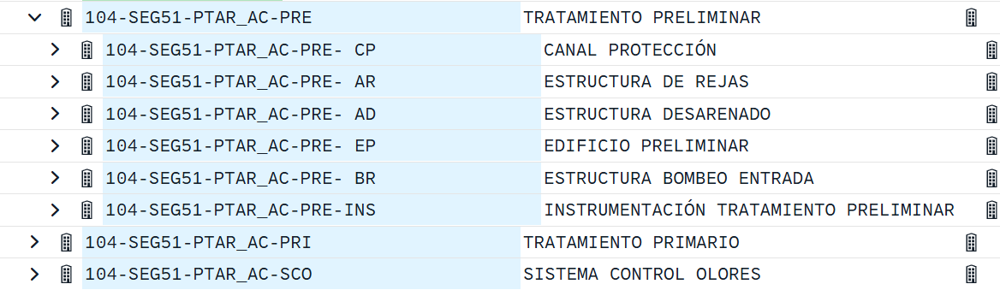 104-SEG51-PTAR_AC-PRE TRATAMIENTO PRELIMINAR
104-SEG51-PTAR_AC-PRE- CP CANAL PROTECCIÓN
104-SEG51-PTAR_AC-PRE- AR ESTRUCTURA DE REJAS
104-SEG51-PTAR_AC-PRE- AD ESTRUCTURA DESARENADO
104-SEG51-PTAR_AC-PRE- EP EDIFICIO PRELIMINAR
104-SEG51-PTAR_AC-PRE- BR ESTRUCTURA BOMBEO ENTRADA
104-SEG51-PTAR_AC-PRE-INS INSTRUMENTACIÓN TRATAMIENTO PRELIMINAR
104-SEG51-PTAR_AC-PRI TRATAMIENTO PRIMARIO
104-SEG51-PTAR_AC-SCO SISTEMA CONTROL OLORES